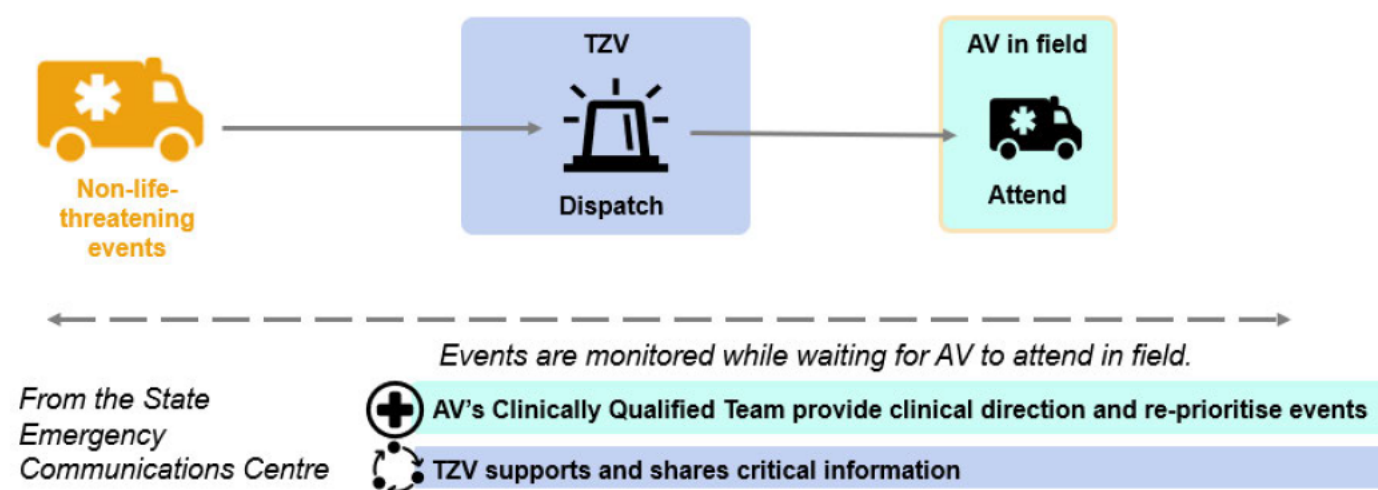 TZV
AV in field
Dispatch
Attend
Non-life-
threatening
events
Events are monitored while waiting for AV to attend in field.
From the State
Emergency
Communications Centre
AV's Clinically Qualified Team provide clinical direction and re-prioritise events
TZV supports and shares critical information